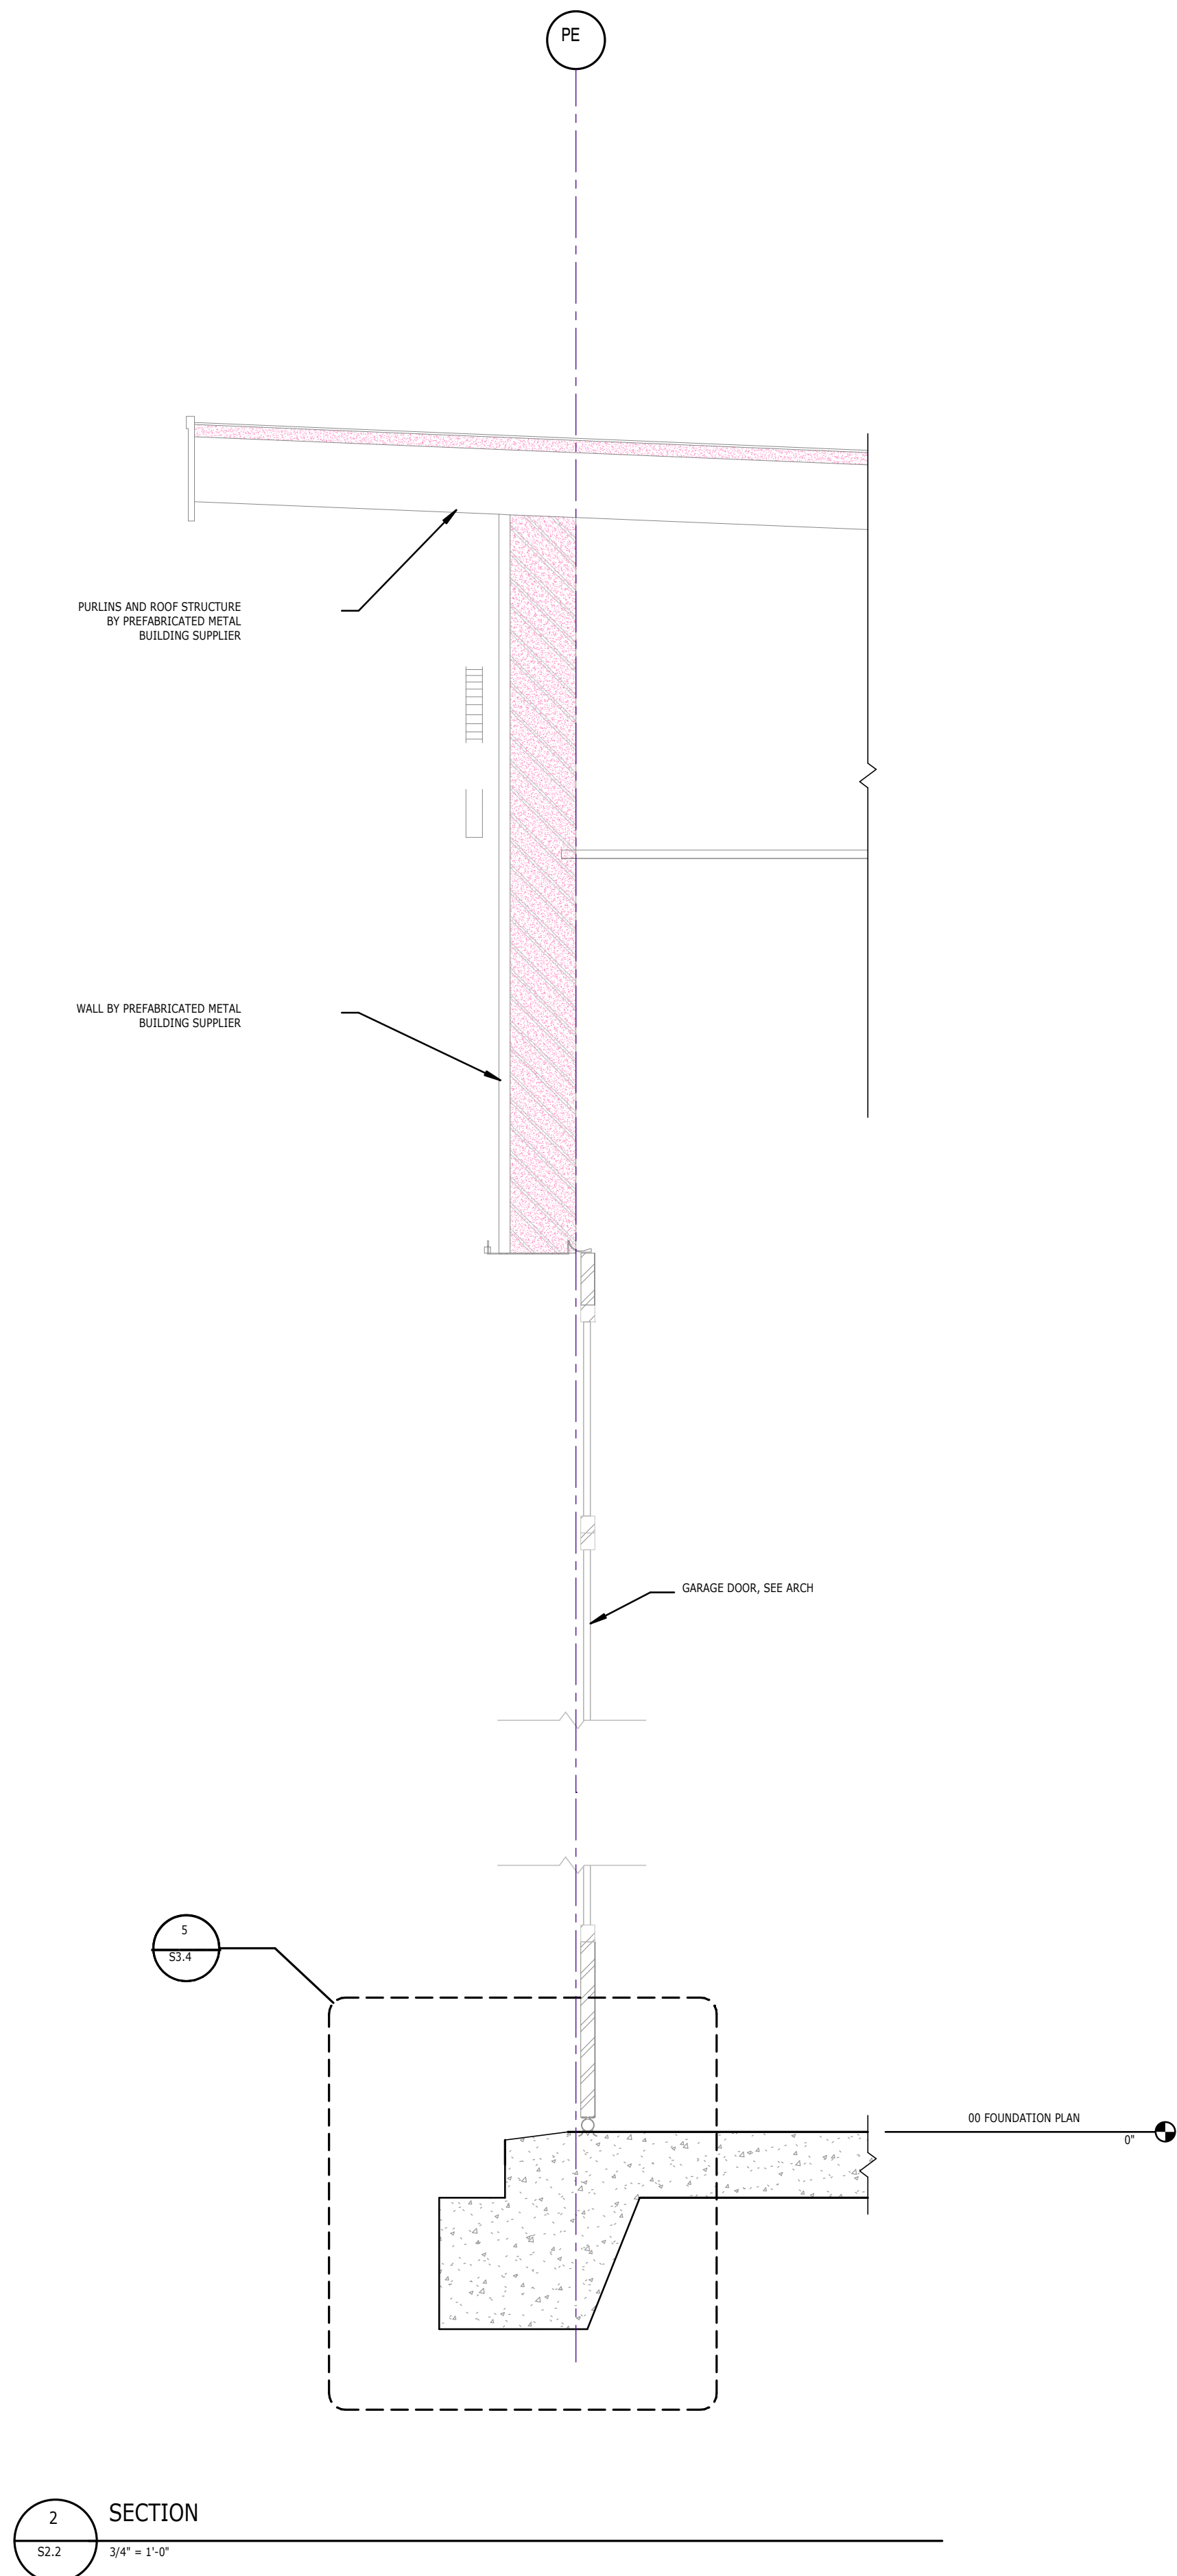 PE
PURLINS AND ROOF STRUCTURE
BY PREFABRICATED METAL
BUILDING SUPPLIER
WALL BY PREFABRICATED METAL
BUILDING SUPPLIER
GARAGE DOOR, SEE ARCH
5
S3.4
00 FOUNDATION PLAN
0"
2
SECTION
S2.2
3/4" = 1'-0"